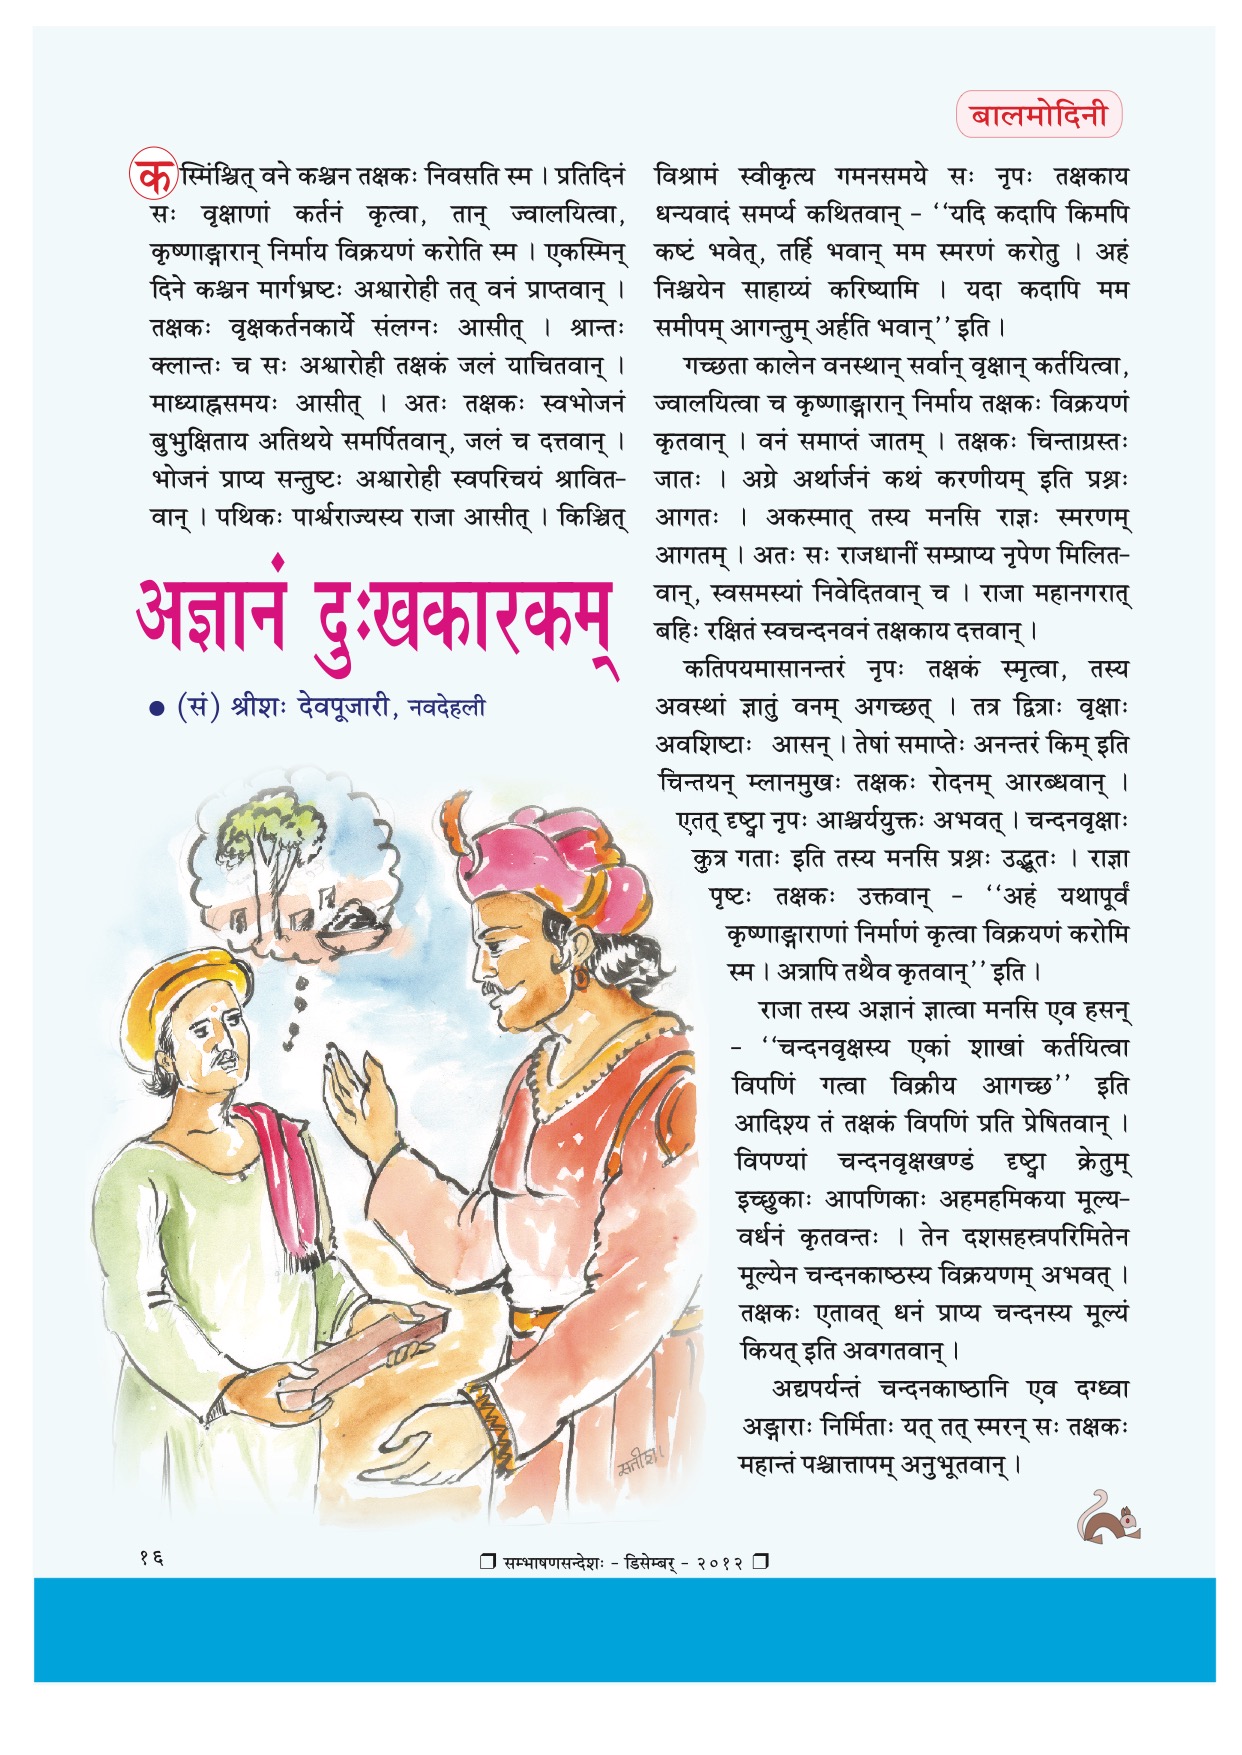 बालमोदिनी
कस्मिंश्चित् वने कश्चन तक्षकः निवसति स्म । प्रतिदिनं
सः वृक्षाणां कर्तनं कृत्वा, तान् ज्वालयित्वा,
कृष्णाङ्गारान् निर्माय विक्रयणं करोति स्म । एकस्मिन्
दिने कश्चन मार्गभ्रष्टः अश्वारोही तत् वनं प्राप्तवान् ।
तक्षकः वृक्षकर्तनकार्ये संलग्नः आसीत् । श्रान्तः
क्लान्तः च सः अश्वारोही तक्षकं जलं याचितवान् ।
माध्याह्नसमयः आसीत् । अतः तक्षकः स्वभोजनं
बुभुक्षिताय अतिथये समर्पितवान्, जलं च दत्तवान् ।
भोजनं प्राप्य सन्तुष्टः अश्वारोही स्वपरिचयं श्रावित-
वान् । पथिकः पार्श्वराज्यस्य राजा आसीत् । किञ्चित्
अज्ञानं दुःखकारकम्
● (सं) श्रीशः देवपूजारी, नवदेहली
विश्रामं स्वीकृत्य गमनसमये सः नृपः तक्षकाय
धन्यवादं समर्प्य कथितवान् - ‘‘यदि कदापि किमपि
कष्टं भवेत्, तर्हि भवान् मम स्मरणं करोतु । अहं
निश्चयेन साहाय्यं करिष्यामि । यदा कदापि मम
समीपम् आगन्तुम् अर्हति भवान्’’ इति ।
गच्छता कालेन वनस्थान् सर्वान् वृक्षान् कर्तयित्वा,
ज्वालयित्वा च कृष्णाङ्गारान् निर्माय तक्षकः विक्रयणं
कृतवान् । वनं समाप्तं जातम् । तक्षकः चिन्ताग्रस्तः
जातः । अग्रे अर्थार्जनं कथं करणीयम् इति प्रश्नः
आगतः । अकस्मात् तस्य मनसि राज्ञः स्मरणम्
आगतम् । अतः सः राजधानीं सम्प्राप्य नृपेण मिलित-
वान्, स्वसमस्यां निवेदितवान् च । राजा महानगरात्
बहिः रक्षितं स्वचन्दनवनं तक्षकाय दत्तवान् ।
कतिपयमासानन्तरं नृपः तक्षकं स्मृत्वा, तस्य
अवस्थां ज्ञातुं वनम् अगच्छत् । तत्र द्वित्राः वृक्षाः
अवशिष्टाः आसन् । तेषां समाप्तेः अनन्तरं किम् इति
चिन्तयन् म्लानमुखः तक्षकः रोदनम् आरब्धवान् ।
एतत् दृष्ट्वा नृपः आश्चर्ययुक्तः अभवत् । चन्दनवृक्षाः
कुत्र गताः इति तस्य मनसि प्रश्नः उद्भूतः । राज्ञा
पृष्टः तक्षकः उक्तवान् - ‘‘अहं यथापूर्वं
कृष्णाङ्गाराणां निर्माणं कृत्वा विक्रयणं करोमि
स्म । अत्रापि तथैव कृतवान्’’ इति ।
राजा तस्य अज्ञानं ज्ञात्वा मनसि एव हसन्
- ‘‘चन्दनवृक्षस्य एकां शाखां कर्तयित्वा
विपणिं गत्वा विक्रीय आगच्छ’’ इति
आदिश्य तं तक्षकं विपणिं प्रति प्रेषितवान् ।
विपण्यां चन्दनवृक्षखण्डं दृष्ट्वा क्रेतुम्
इच्छुकाः आपणिकाः अहमहमिकया मूल्य-
वर्धनं कृतवन्तः । तेन दशसहस्रपरिमितेन
मूल्येन चन्दनकाष्ठस्य विक्रयणम् अभवत् ।
तक्षकः एतावत् धनं प्राप्य चन्दनस्य मूल्यं
कियत् इति अवगतवान् ।
अद्यपर्यन्तं चन्दनकाष्ठानि एव दग्ध्वा
अङ्गाराः निर्मिताः यत् तत् स्मरन् सः तक्षकः
महान्तं पश्चात्तापम् अनुभूतवान् ।
सतीश।
१६
❐ सम्भाषणसन्देशः - डिसेम्बर् - २०१२ ❐